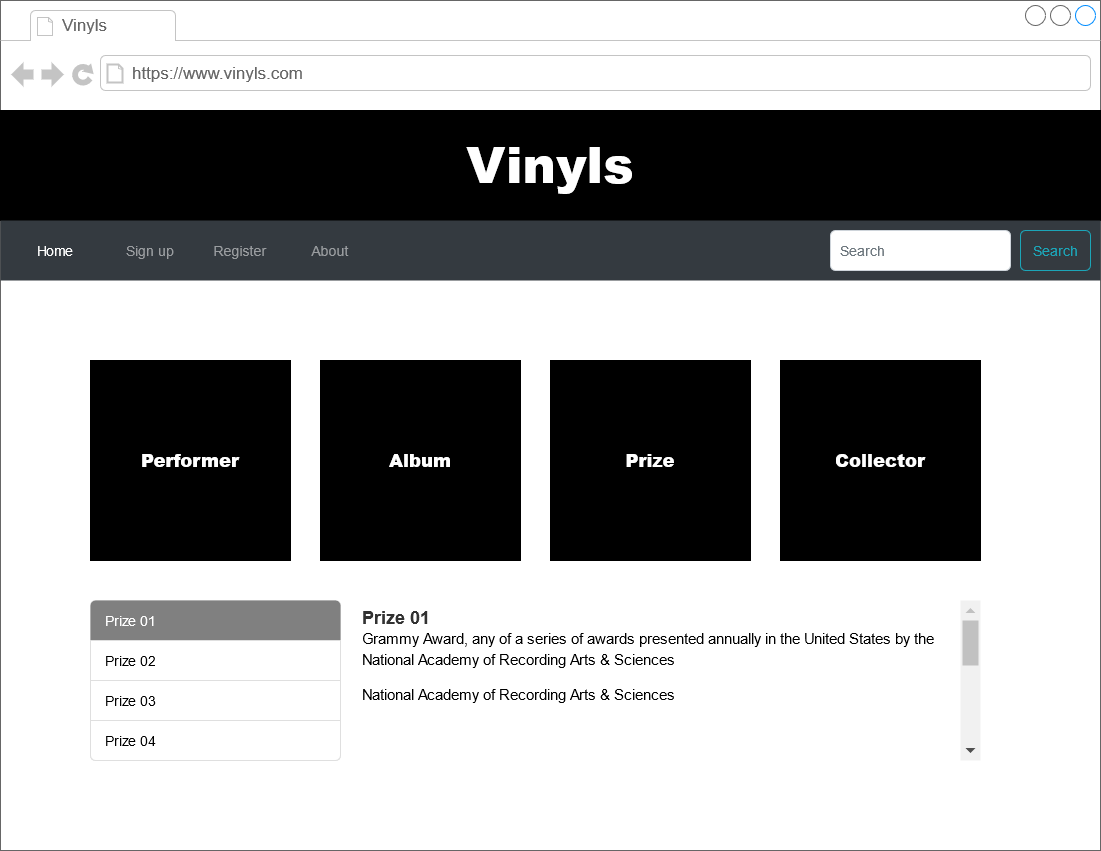 Vinyls
https://www.vinyls.com
Vinyls
Home Sign up Register About Search Search
Performer Album Prize Collector
Prize 01
Prize 02
Prize 03
Prize 04
Prize 01
Grammy Award, any of a series of awards presented annually in the United States by the
National Academy of Recording Arts & Sciences
National Academy of Recording Arts & Sciences